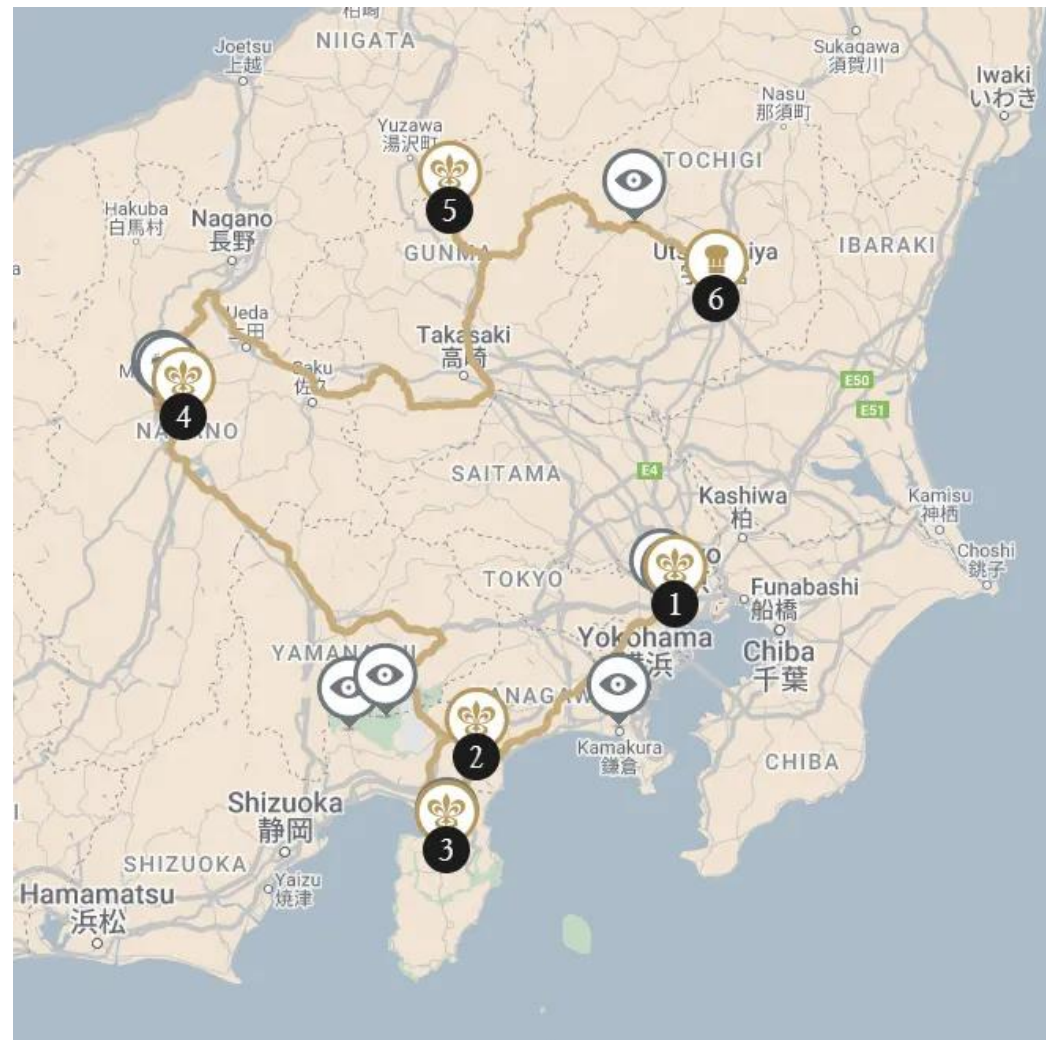 柏崎
NIIGATA
Joetsu
上越
Sukagawa
須賀川
Iwaki
いわき
Nasu
那須町
Yuzawa
湯沢町
TOCHIGI
Hakuba
白馬村
Nagano
長野
5
GUNMA
IBARAKI
6
Ueda
Takasaki
高崎
佐久
E50
E51
4
SAITAMA
E4
Kashiwa
柏
Kamisu
神栖
Choshi
銚子
TOKYO
1
Funabashi
船橋
Yokohama
Chiba
千葉
2
Kamakura
鎌倉
CHIBA
Shizuoka
静岡
3
SHIZUOKA
Yaizu
焼津
Hamamatsu
浜松